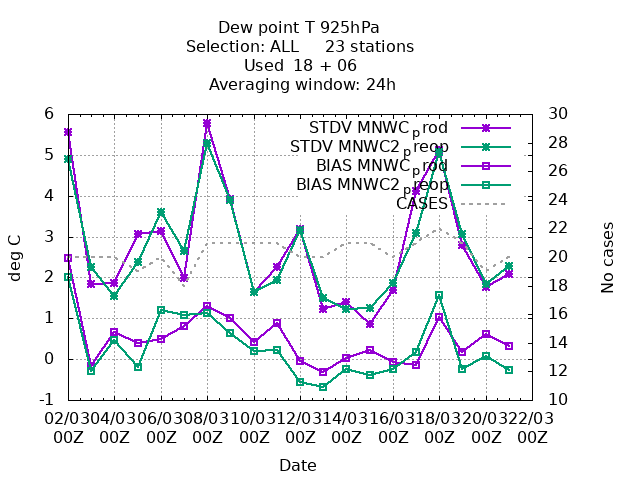 Dew point T 925hPa
Selection: ALL 23 stations
Used 18 + 06
Averaging window: 24h
6
5
4
3
2
1
0
-1
deg C
30
28
26
24
22
20
18
16
14
12
10
No cases
STDV MNWC_prod
STDV MNWC2_preop
BIAS MNWC_prod
BIAS MNWC2_preop
CASES
02/03 04/03 06/03 08/03 10/03 12/03 14/03 16/03 18/03 20/03 22/03
00Z 00Z 00Z 00Z 00Z 00Z 00Z 00Z 00Z 00Z 00Z
Date